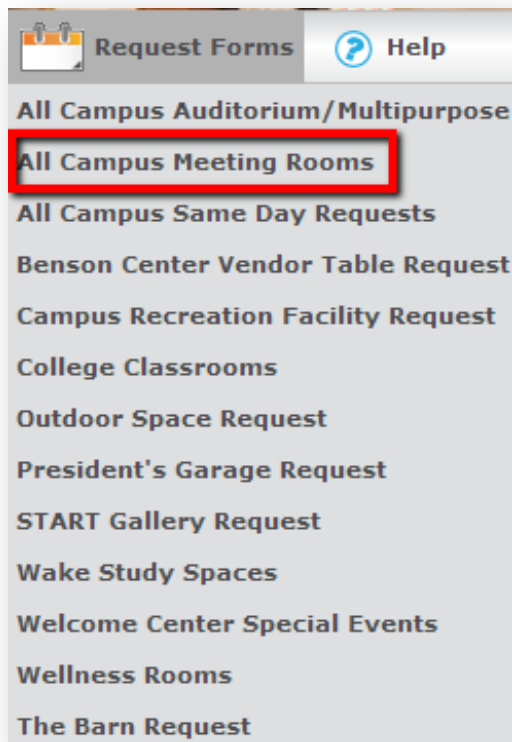 Request Forms Help
All Campus Auditorium/Multipurpose
All Campus Meeting Rooms
All Campus Same Day Requests
Benson Center Vendor Table Request
Campus Recreation Facility Request
College Classrooms
Outdoor Space Request
President's Garage Request
START Gallery Request
Wake Study Spaces
Welcome Center Special Events
Wellness Rooms
The Barn Request